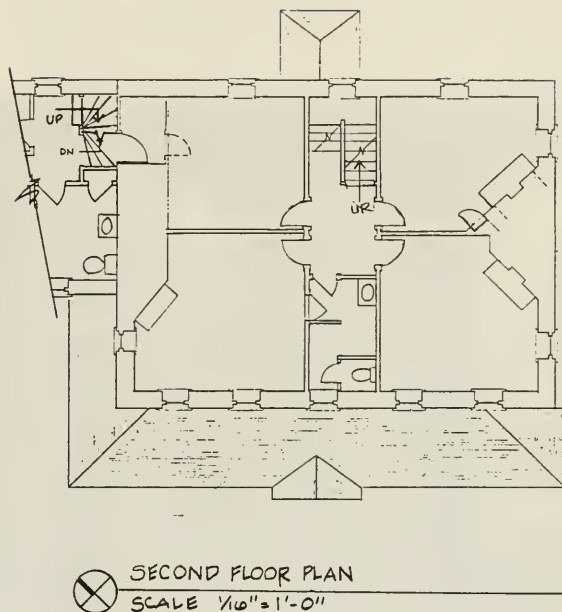 UP
DN
UP
SECOND FLOOR PLAN
SCALE 1/16"=1'-0"